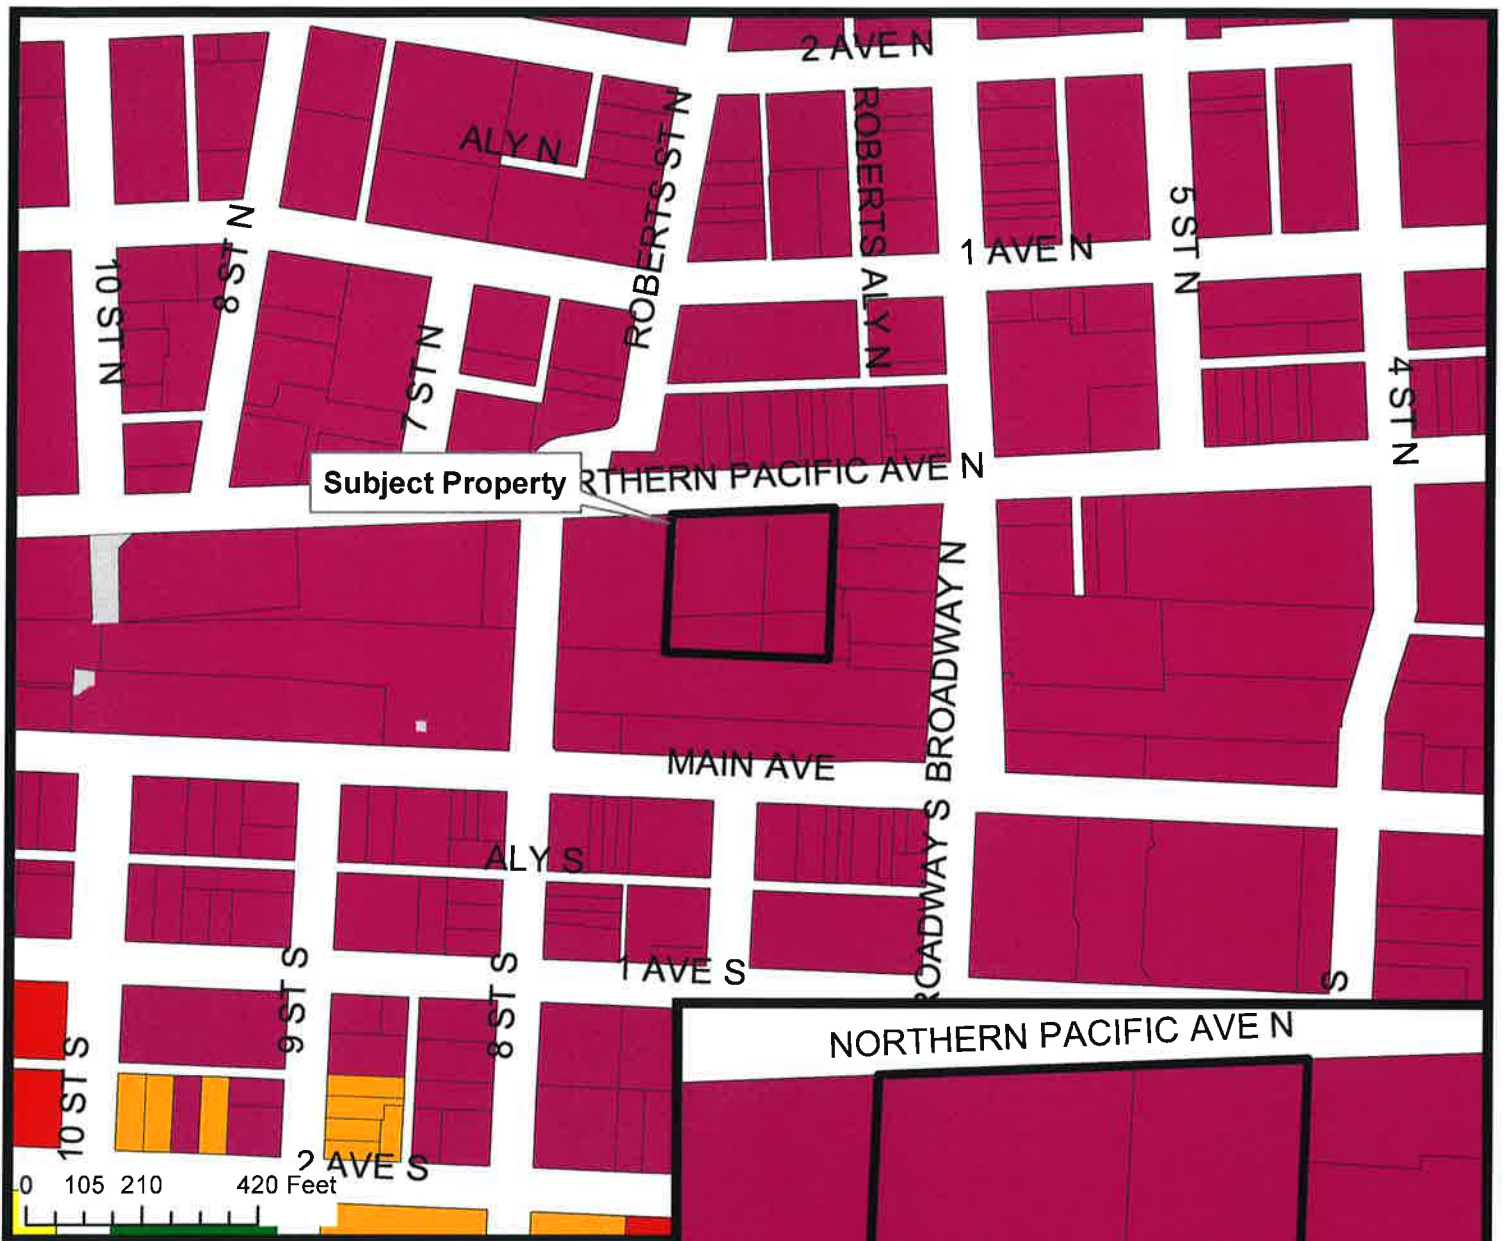 2 AVE N
ALY N
ROBERTS ST N
ROBERTS ALY N
5 ST N
1 AVE N
8 ST N
10 ST N
7 ST N
4 ST N
Subject Property
RTHERN PACIFIC AVE N
BROADWAY N
MAIN AVE
ALY S
ROADWAY S
1 AVE S
9 ST S
8 ST S
S
10 ST S
2 AVE S
NORTHERN PACIFIC AVE N
0 105 210 420 Feet